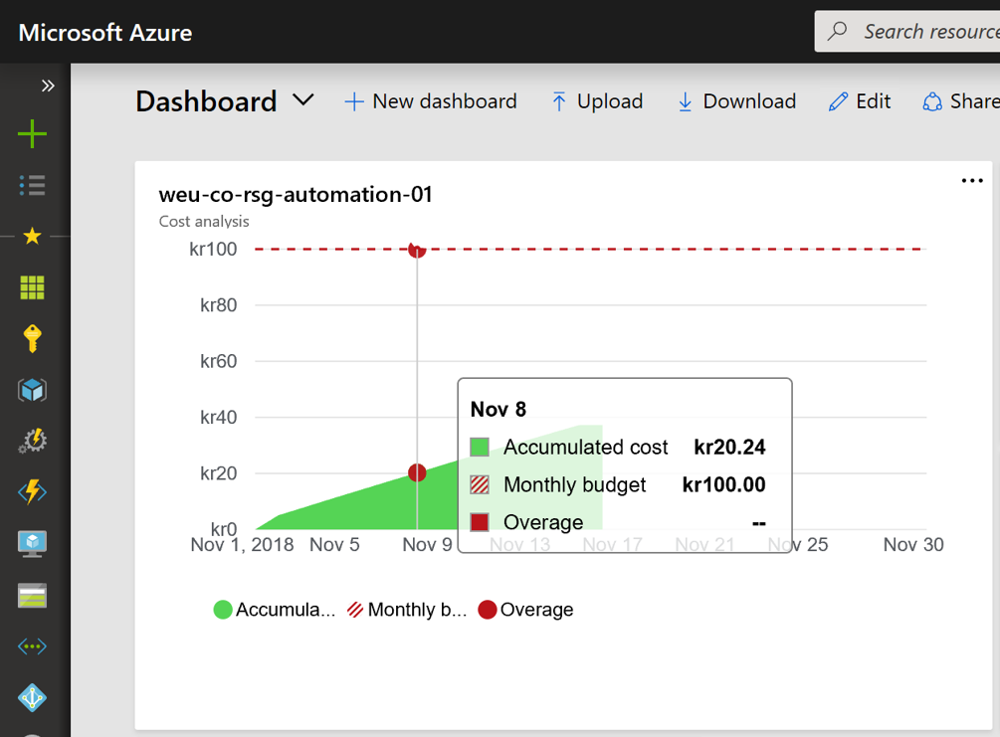 Microsoft Azure
Search resource
Dashboard
New dashboard
Upload
Download
Edit
Share
weu-co-rsg-automation-01
Cost analysis
kr100
kr80
kr60
kr40
kr20
kr0
Nov 8
Accumulated cost kr20.24
Monthly budget kr100.00
Overage --
Nov 1, 2018 Nov 5 Nov 9 Nov 13 Nov 17 Nov 21 Nov 25 Nov 30
Accumula... Monthly b... Overage